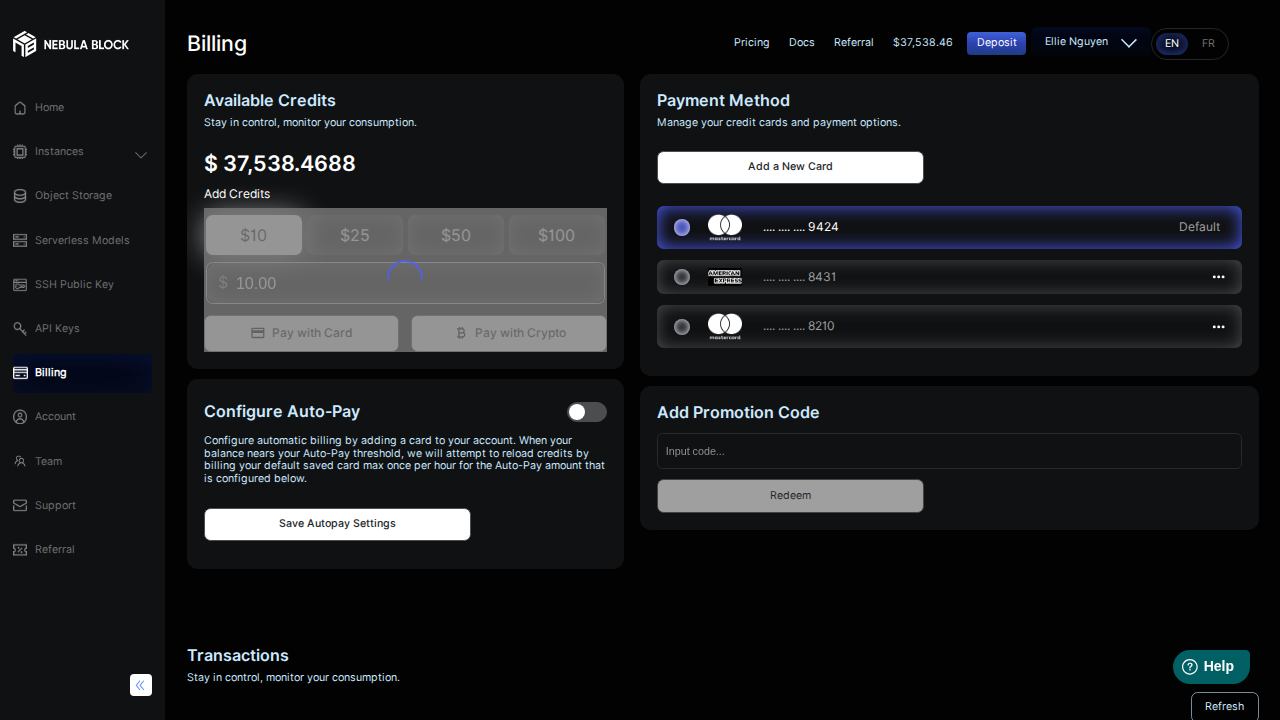 NEBULA BLOCK
Home
Instances
Object Storage
Serverless Models
SSH Public Key
API Keys
Billing
Account
Team
Support
Referral
Billing
Pricing
Docs
Referral
$37,538.46
Deposit
Ellie Nguyen
EN
FR
Available Credits
Stay in control, monitor your consumption.
$ 37,538.4688
Add Credits
$10
$25
$50
$100
$ 10.00
Pay with Card
Pay with Crypto
Configure Auto-Pay
Configure automatic billing by adding a card to your account. When your
balance nears your Auto-Pay threshold, we will attempt to reload credits by
billing your default saved card max once per hour for the Auto-Pay amount that
is configured below.
Save Autopay Settings
Payment Method
Manage your credit cards and payment options.
Add a New Card
mastercard
.... .... .... 9424
Default
AMERICAN
EXPRESS
.... .... .... 8431
mastercard
.... .... .... 8210
Add Promotion Code
Input code...
Redeem
Transactions
Stay in control, monitor your consumption.
Help
Refresh